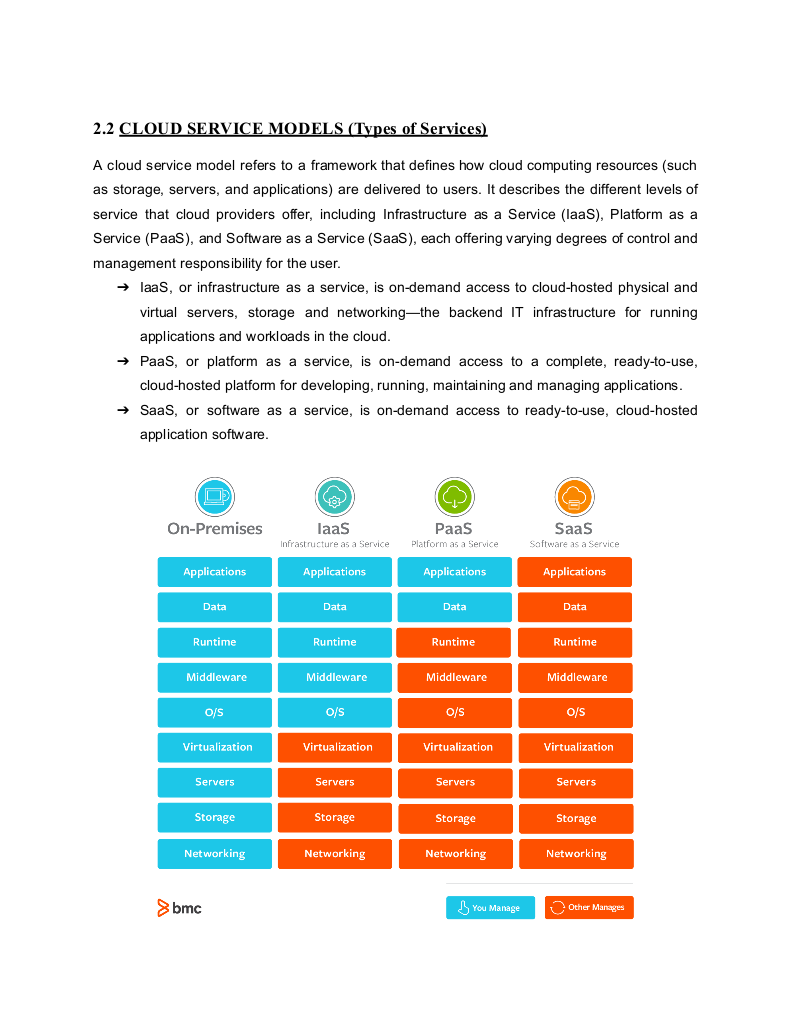 2.2 CLOUD SERVICE MODELS (Types of Services)
A cloud service model refers to a framework that defines how cloud computing resources (such
as storage, servers, and applications) are delivered to users. It describes the different levels of
service that cloud providers offer, including Infrastructure as a Service (IaaS), Platform as a
Service (PaaS), and Software as a Service (SaaS), each offering varying degrees of control and
management responsibility for the user.
➔ IaaS, or infrastructure as a service, is on-demand access to cloud-hosted physical and
virtual servers, storage and networking—the backend IT infrastructure for running
applications and workloads in the cloud.
➔ PaaS, or platform as a service, is on-demand access to a complete, ready-to-use,
cloud-hosted platform for developing, running, maintaining and managing applications.
➔ SaaS, or software as a service, is on-demand access to ready-to-use, cloud-hosted
application software.
On-Premises IaaS PaaS SaaS
Infrastructure as a Service Platform as a Service Software as a Service
Applications Applications Applications Applications
Data Data Data Data
Runtime Runtime Runtime Runtime
Middleware Middleware Middleware Middleware
O/S O/S O/S O/S
Virtualization Virtualization Virtualization Virtualization
Servers Servers Servers Servers
Storage Storage Storage Storage
Networking Networking Networking Networking
bmc You Manage Other Manages